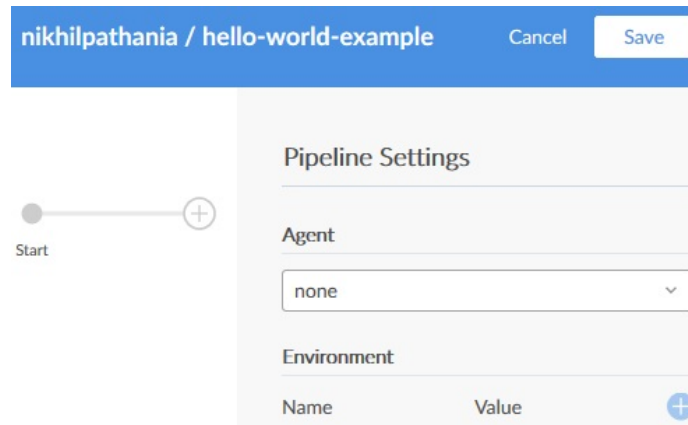 nikhilpathania / hello-world-example Cancel Save
Pipeline Settings
Start
Agent
none
Environment
Name Value